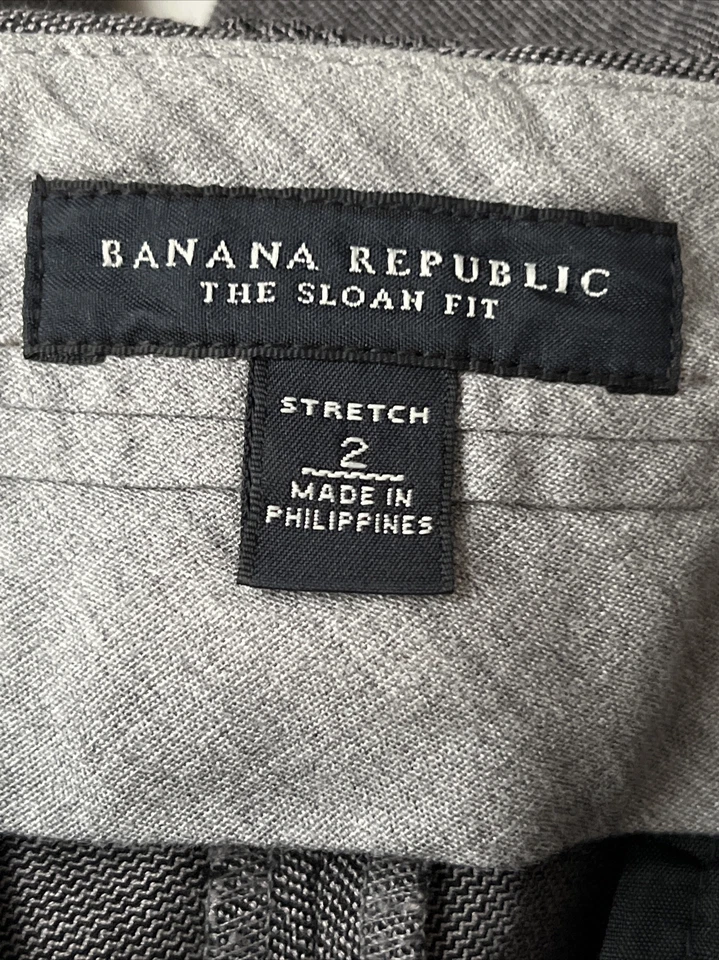 BANANA REPUBLIC
THE SLOAN FIT
STRETCH
2
MADE IN
PHILIPPINES